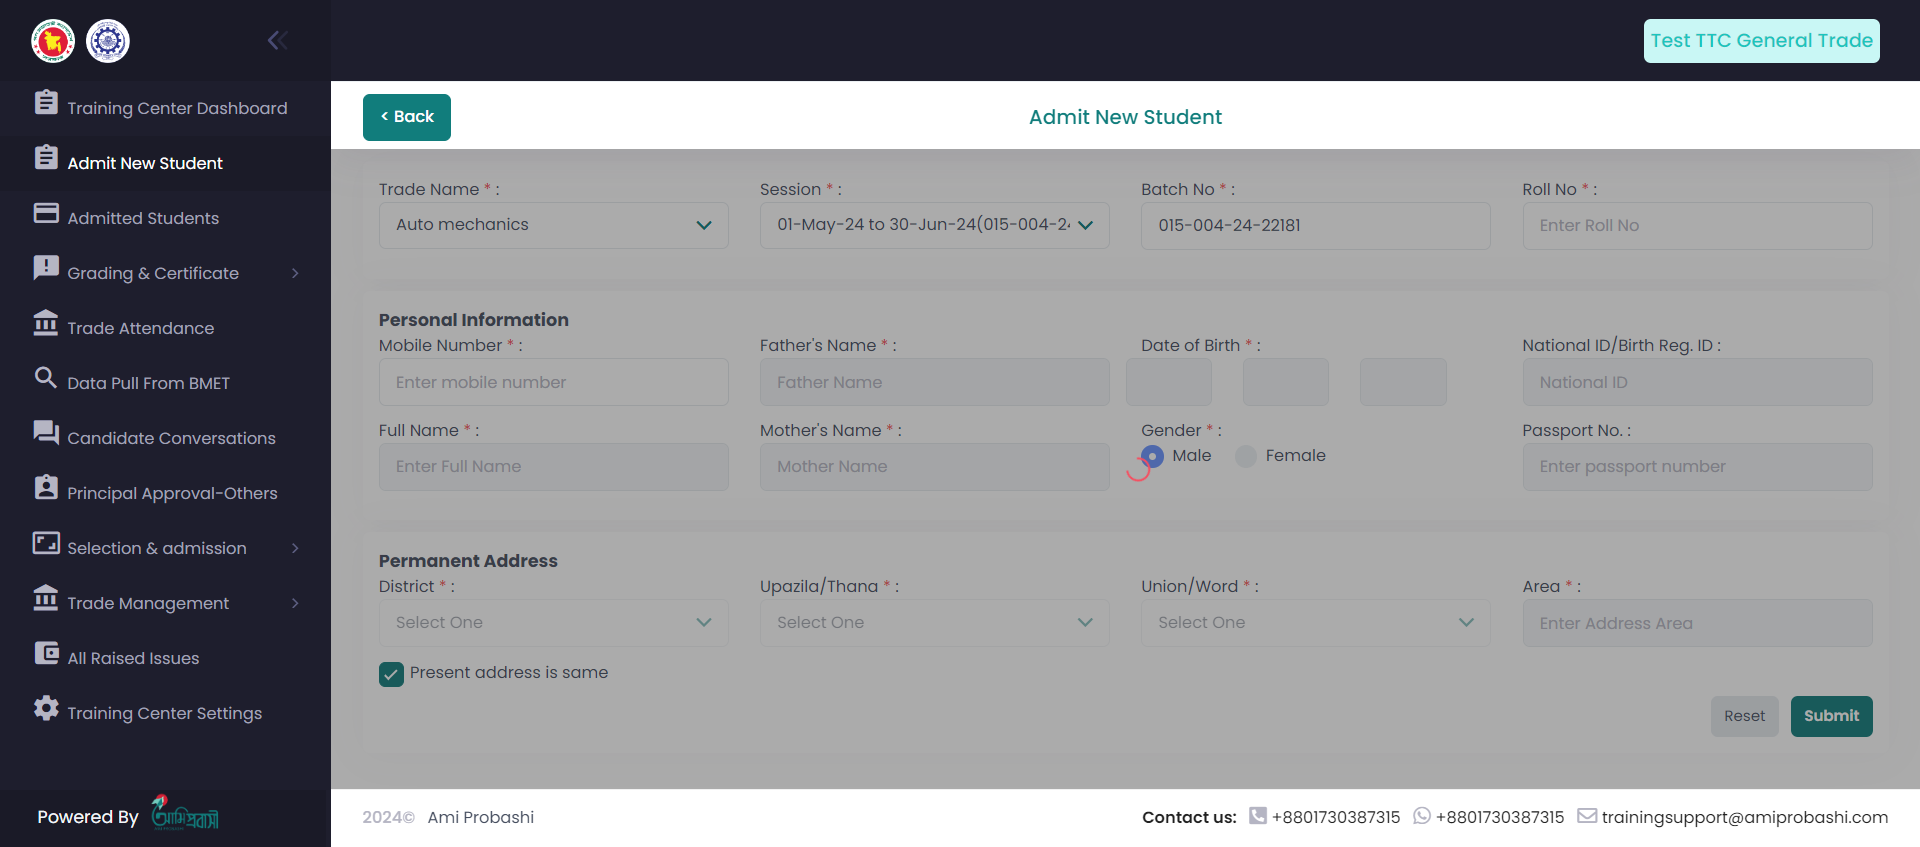 Test TTC General Trade
Training Center Dashboard
Admit New Student
Admitted Students
Grading & Certificate
Trade Attendance
Data Pull From BMET
Candidate Conversations
Principal Approval-Others
Selection & admission
Trade Management
All Raised Issues
Training Center Settings
Powered By আমি প্রবাসী
< Back
Admit New Student
Trade Name * : Session * : Batch No * : Roll No * :
Auto mechanics 01-May-24 to 30-Jun-24(015-004-24 015-004-24-22181 Enter Roll No
Personal Information
Mobile Number * : Father's Name * : Date of Birth * : National ID/Birth Reg. ID :
Enter mobile number Father Name National ID
Full Name * : Mother's Name * : Gender * : Passport No. :
Enter Full Name Mother Name Male Female Enter passport number
Permanent Address
District * : Upazila/Thana * : Union/Word * : Area * :
Select One Select One Select One Enter Address Area
Present address is same
Reset Submit
2024© Ami Probashi Contact us: +8801730387315 +8801730387315 trainingsupport@amiprobashi.com